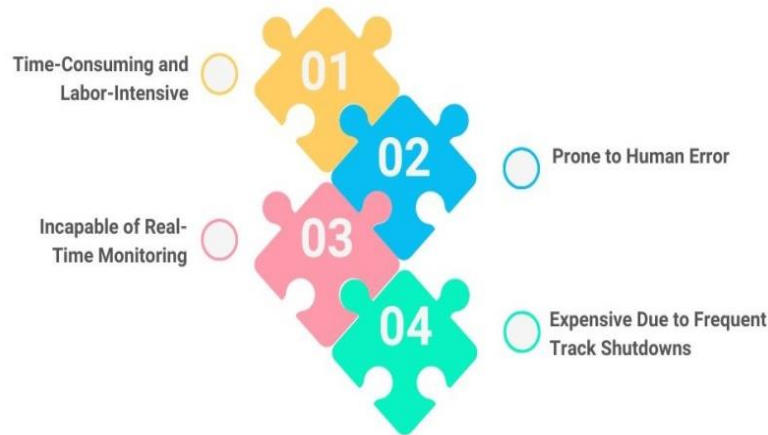 01
Time-Consuming and
Labor-Intensive
02
Prone to Human Error
03
Incapable of Real-
Time Monitoring
04
Expensive Due to Frequent
Track Shutdowns